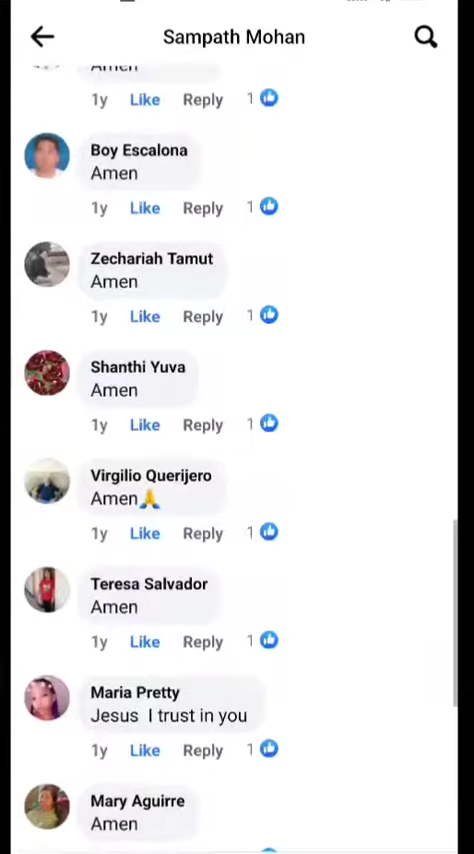 Sampath Mohan
Amen
1y Like Reply 1
Boy Escalona
Amen
1y Like Reply 1
Zechariah Tamut
Amen
1y Like Reply 1
Shanthi Yuva
Amen
1y Like Reply 1
Virgilio Querijero
Amen🙏
1y Like Reply 1
Teresa Salvador
Amen
1y Like Reply 1
Maria Pretty
Jesus I trust in you
1y Like Reply 1
Mary Aguirre
Amen